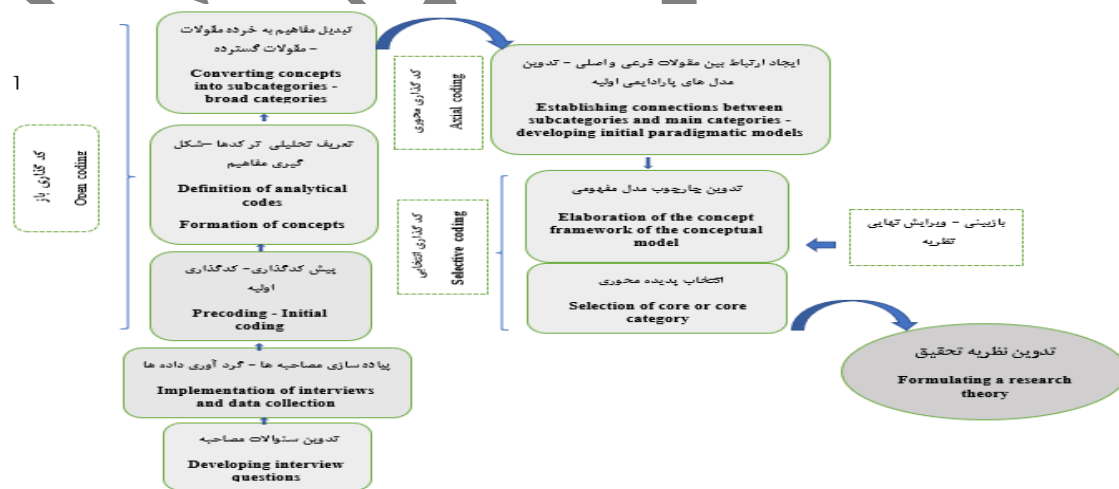 1
تبدیل مفاهیم به خرده مقولات
– مقولات گسترده
Converting concepts
into subcategories -
broad categories
کد گذاری باز
Open coding
تعریف تحلیلی تر کدها –شکل
گیری مفاهیم
Definition of analytical
codes
Formation of concepts
پیش کدگذاری– کدگذاری
اولیه
Precoding - Initial
coding
پیاده سازی مصاحبه ها – گرد آوری داده ها
Implementation of interviews
and data collection
تدوین سئوالات مصاحبه
Developing interview
questions
کد گذاری محوری
Axial coding
ایجاد ارتباط بین مقولات فرعی و اصلی – تدوین
مدل های پارادایمی اولیه
Establishing connections between
subcategories and main categories -
developing initial paradigmatic models
کد گذاری انتخابی
Selective coding
تدوین چارچوب مدل مفهومی
Elaboration of the concept
framework of the conceptual
model
انتخاب پدیده محوری
Selection of core or core
category
بازبینی – ویرایش نهایی
نظریه
تدوین نظریه تحقیق
Formulating a research
theory